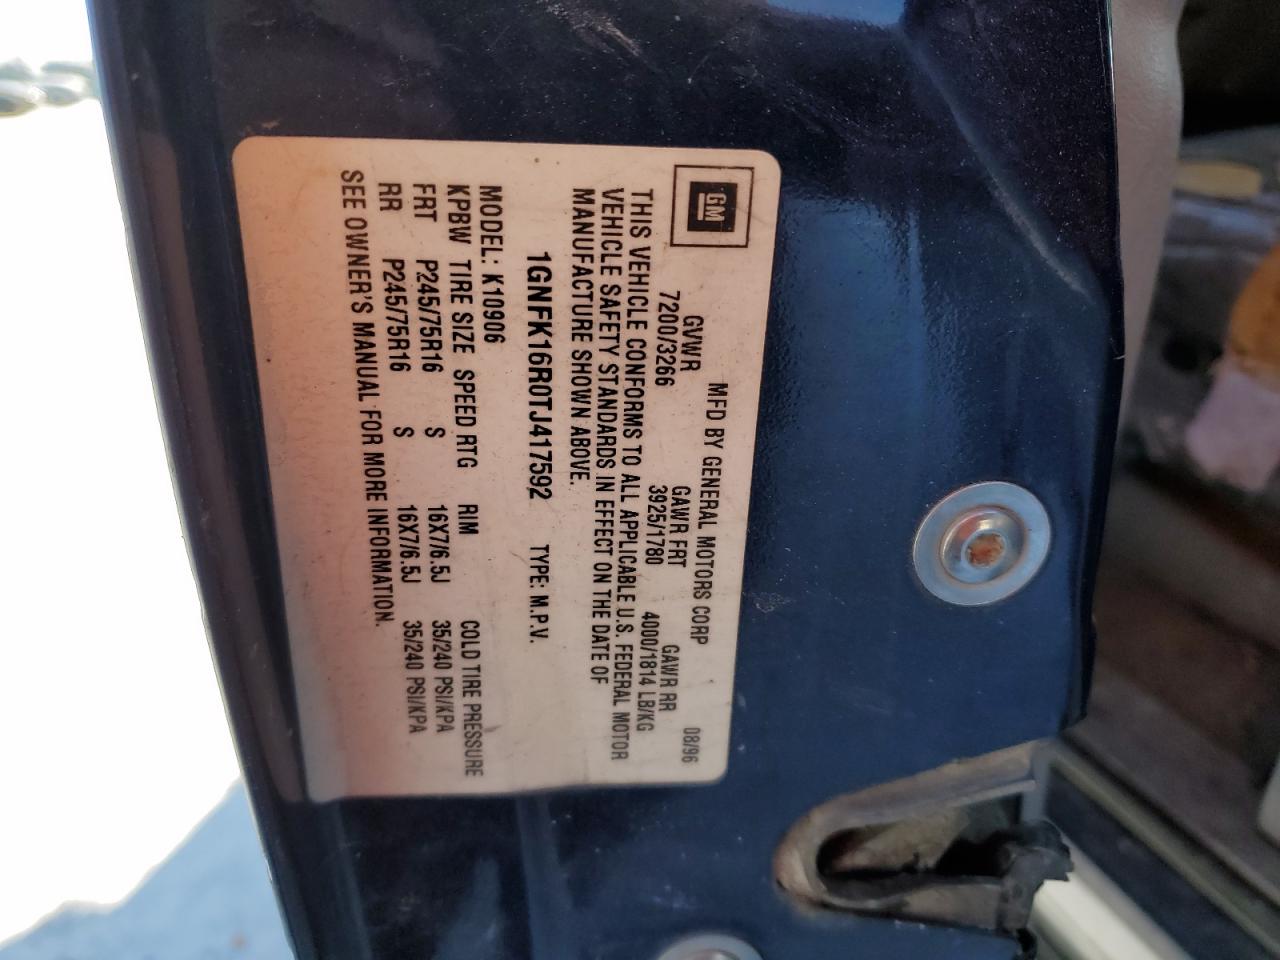 GM
MFD BY GENERAL MOTORS CORP 08/96
GVWR GAWR FRT GAWR RR
7200/3266 3925/1780 4000/1814 LB/KG
THIS VEHICLE CONFORMS TO ALL APPLICABLE U.S. FEDERAL MOTOR
VEHICLE SAFETY STANDARDS IN EFFECT ON THE DATE OF
MANUFACTURE SHOWN ABOVE.
1GNFK16R0TJ417592 TYPE: M.P.V.
MODEL: K10906
KPBW TIRE SIZE SPEED RTG RIM COLD TIRE PRESSURE
FRT P245/75R16 S 16X7/6.5J 35/240 PSI/KPA
RR P245/75R16 S 16X7/6.5J 35/240 PSI/KPA
SEE OWNER'S MANUAL FOR MORE INFORMATION.